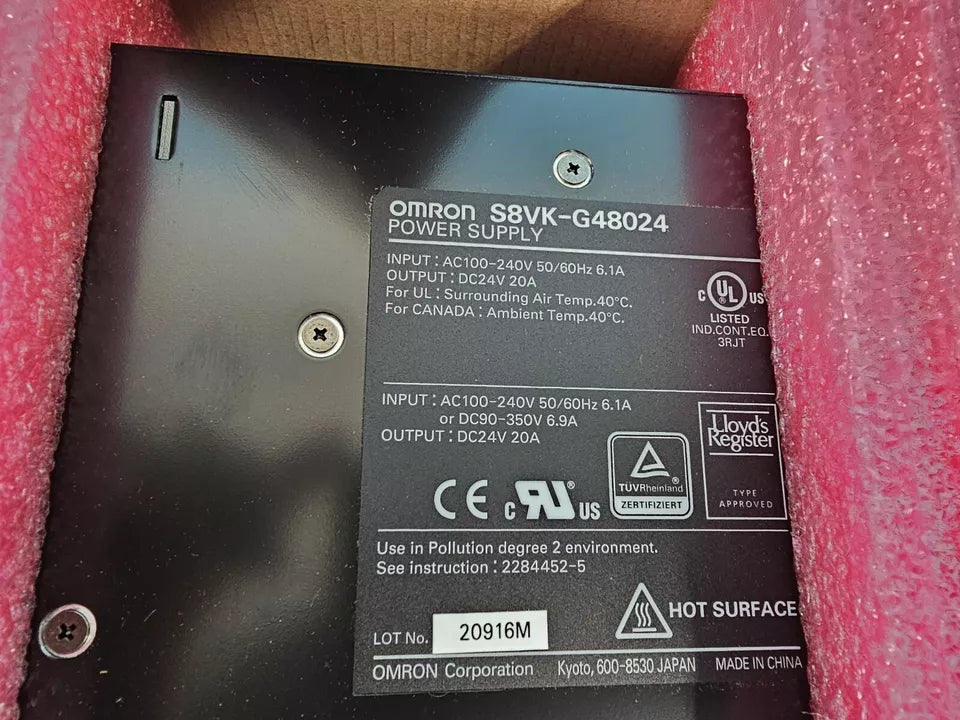 OMRON S8VK-G48024
POWER SUPPLY
INPUT : AC100-240V 50/60Hz 6.1A
OUTPUT : DC24V 20A
For UL : Surrounding Air Temp.40°C.
For CANADA : Ambient Temp.40°C.
c UL US
LISTED
IND.CONT.EQ.
3RJT
INPUT : AC100-240V 50/60Hz 6.1A
or DC90-350V 6.9A
OUTPUT : DC24V 20A
CE c RU ® US
TÜVRheinland
ZERTIFIZIERT
Lloyd's
Register
TYPE
APPROVED
Use in Pollution degree 2 environment.
See instruction : 2284452-5
HOT SURFACE
LOT No. 20916M
OMRON Corporation Kyoto, 600-8530 JAPAN MADE IN CHINA